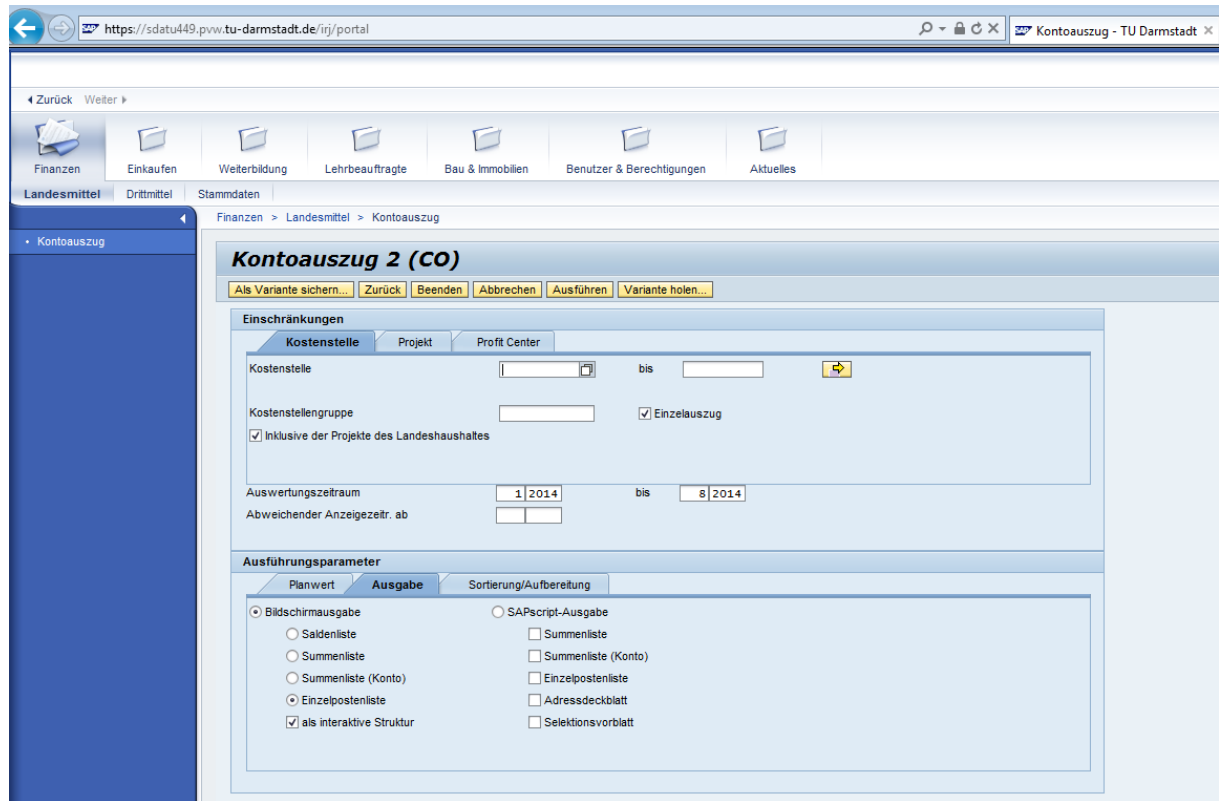 https://sdatu449.pvw.tu-darmstadt.de/irj/portal
SAP Kontoauszug - TU Darmstadt
Zurück Weiter
Finanzen Einkaufen Weiterbildung Lehrbeauftragte Bau & Immobilien Benutzer & Berechtigungen Aktuelles
Landesmittel Drittmittel Stammdaten
Finanzen > Landesmittel > Kontoauszug
• Kontoauszug
Kontoauszug 2 (CO)
Als Variante sichern... Zurück Beenden Abbrechen Ausführen Variante holen...
Einschränkungen
Kostenstelle Projekt Profit Center
Kostenstelle bis
Kostenstellengruppe Einzelauszug
Inklusive der Projekte des Landeshaushaltes
Auswertungszeitraum 1 2014 bis 8 2014
Abweichender Anzeigezeitr. ab
Ausführungsparameter
Planwert Ausgabe Sortierung/Aufbereitung
Bildschirmausgabe SAPscript-Ausgabe
Saldenliste Summenliste
Summenliste Summenliste (Konto)
Summenliste (Konto) Einzelpostenliste
Einzelpostenliste Adressdeckblatt
als interaktive Struktur Selektionsvorblatt